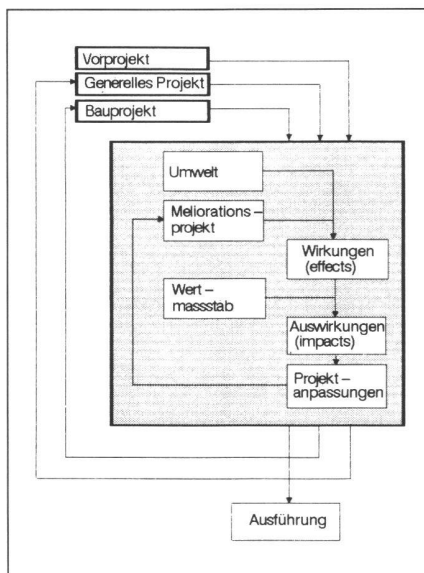 Vorprojekt
Generelles Projekt
Bauprojekt
Umwelt
Meliorations –
projekt
Wirkungen
(effects)
Wert –
massstab
Auswirkungen
(impacts)
Projekt –
anpassungen
Ausführung